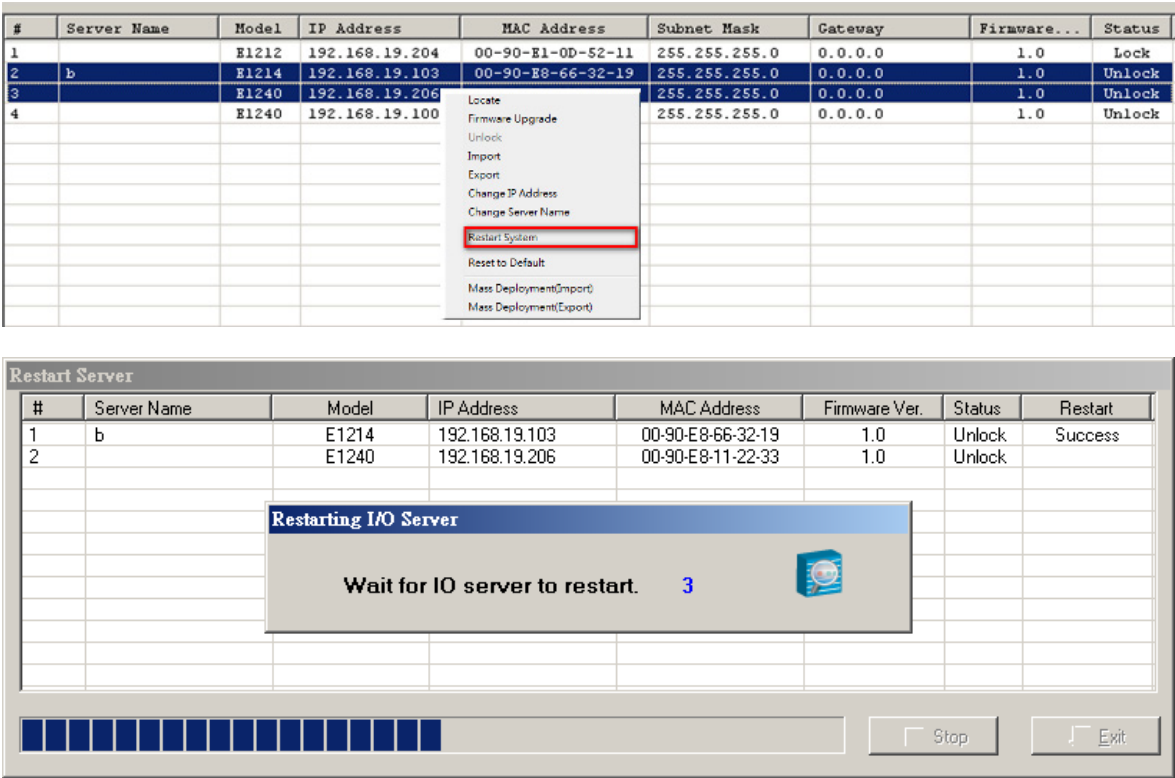 # Server Name Model IP Address MAC Address Subnet Mask Gateway Firmware... Status
1 E1212 192.168.19.204 00-90-E1-0D-52-11 255.255.255.0 0.0.0.0 1.0 Lock
2 b E1214 192.168.19.103 00-90-E8-66-32-19 255.255.255.0 0.0.0.0 1.0 Unlock
3 E1240 192.168.19.206 255.255.255.0 0.0.0.0 1.0 Unlock
4 E1240 192.168.19.100 255.255.255.0 0.0.0.0 1.0 Unlock
Locate
Firmware Upgrade
Unlock
Import
Export
Change IP Address
Change Server Name
Restart System
Reset to Default
Mass Deployment(Import)
Mass Deployment(Export)
Restart Server
# Server Name Model IP Address MAC Address Firmware Ver. Status Restart
1 b E1214 192.168.19.103 00-90-E8-66-32-19 1.0 Unlock Success
2 E1240 192.168.19.206 00-90-E8-11-22-33 1.0 Unlock
Restarting I/O Server
Wait for IO server to restart. 3
Stop Exit